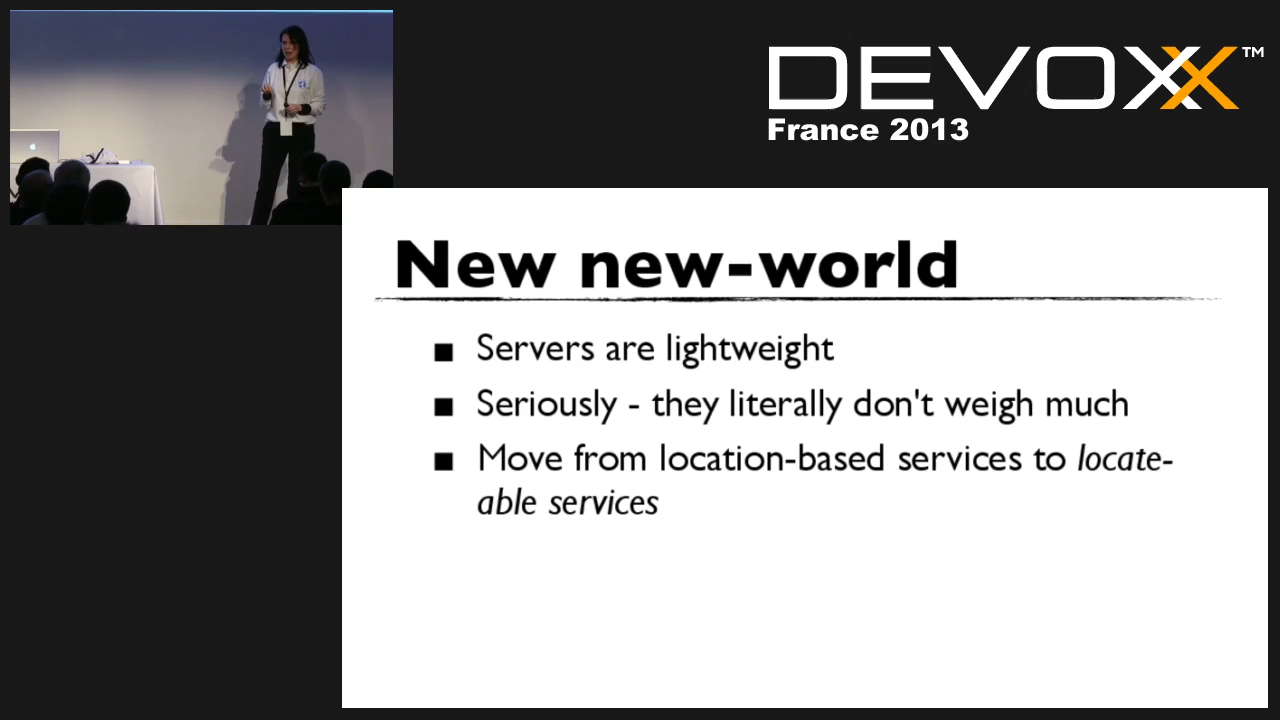 DEVOXX™
France 2013
New new-world
■ Servers are lightweight
■ Seriously - they literally don't weigh much
■ Move from location-based services to locate-
able services